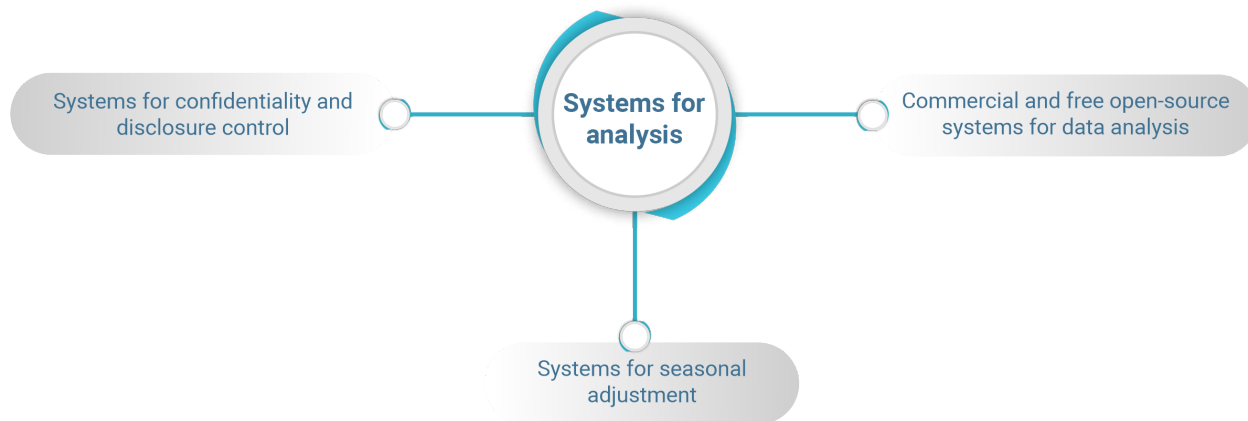 Systems for confidentiality and
disclosure control
Systems for
analysis
Commercial and free open-source
systems for data analysis
Systems for seasonal
adjustment